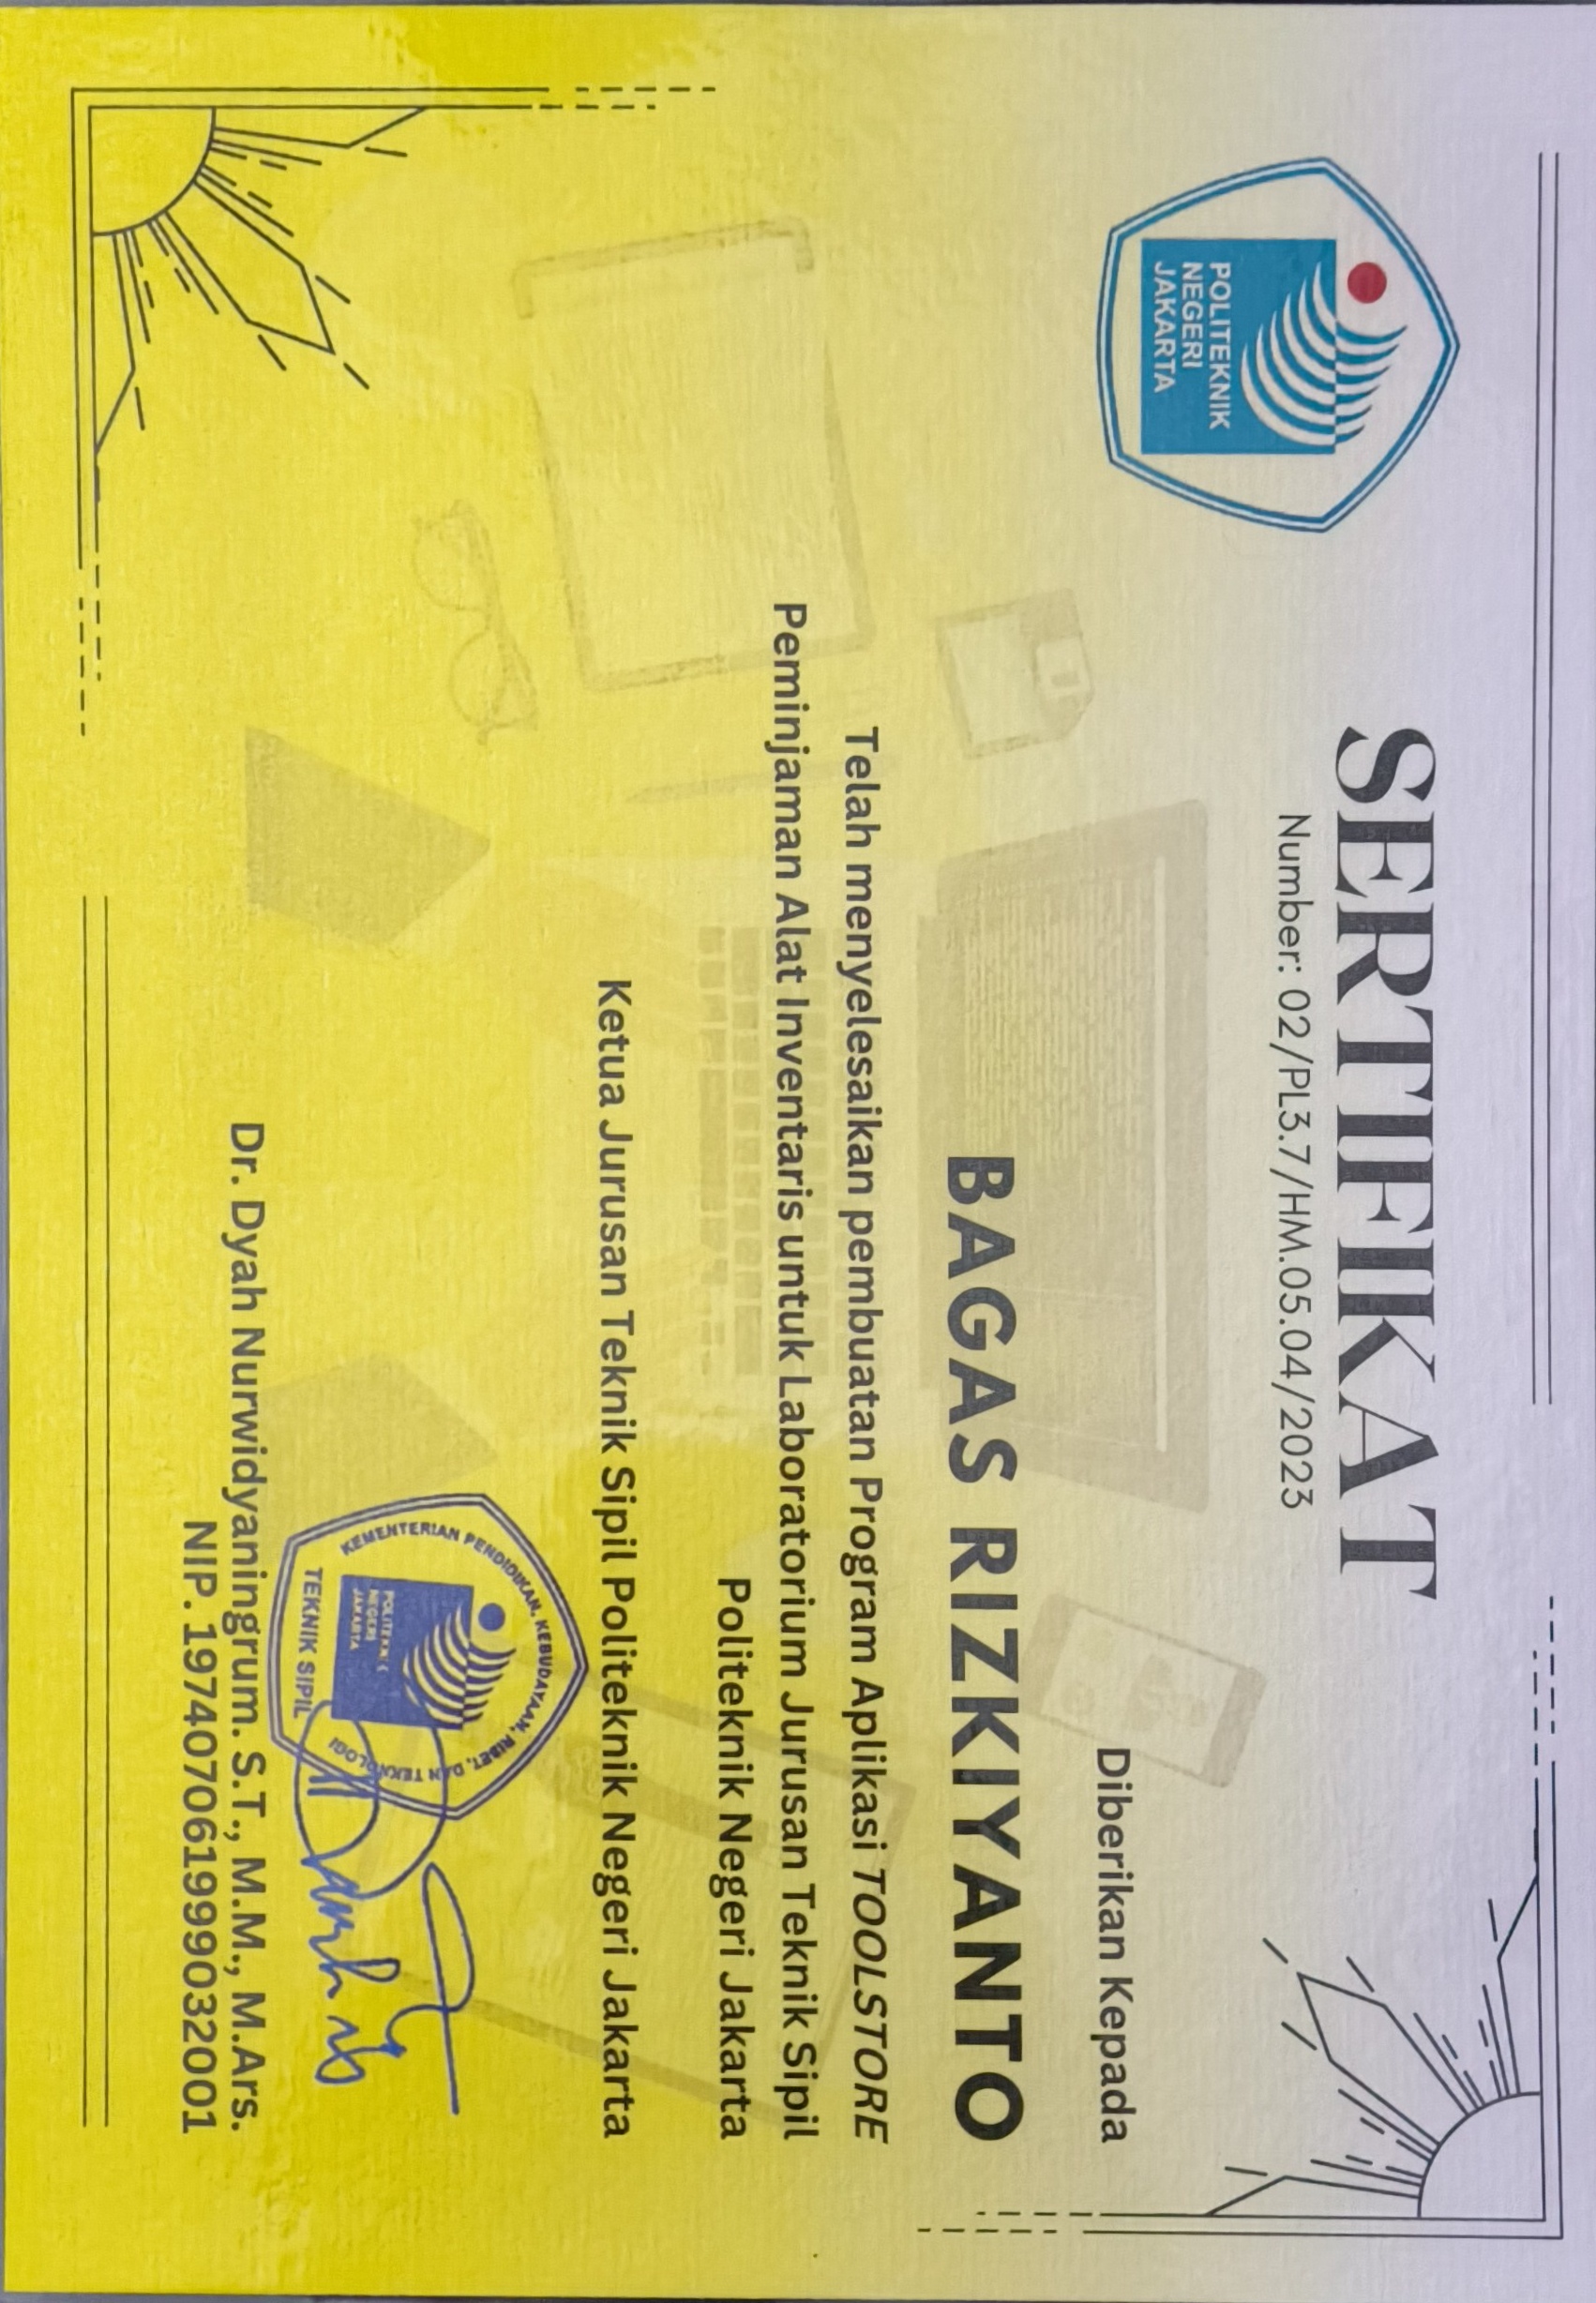 SERTIFIKAT
Number: 02/PL3.7/HM.05.04/2023
POLITEKNIK
NEGERI
JAKARTA
Diberikan Kepada
BAGAS RIZKIYANTO
Telah menyelesaikan pembuatan Program Aplikasi TOOLSTORE
Peminjaman Alat Inventaris untuk Laboratorium Jurusan Teknik Sipil
Politeknik Negeri Jakarta
Ketua Jurusan Teknik Sipil Politeknik Negeri Jakarta
KEMENTERIAN PENDIDIKAN, KEBUDAYAAN, RISET, DAN TEKNOLOGI
POLITEKNIK
NEGERI
JAKARTA
TEKNIK SIPIL
Dr. Dyah Nurwidyaningrum. S.T., M.M., M.Ars.
NIP. 197407061999032001